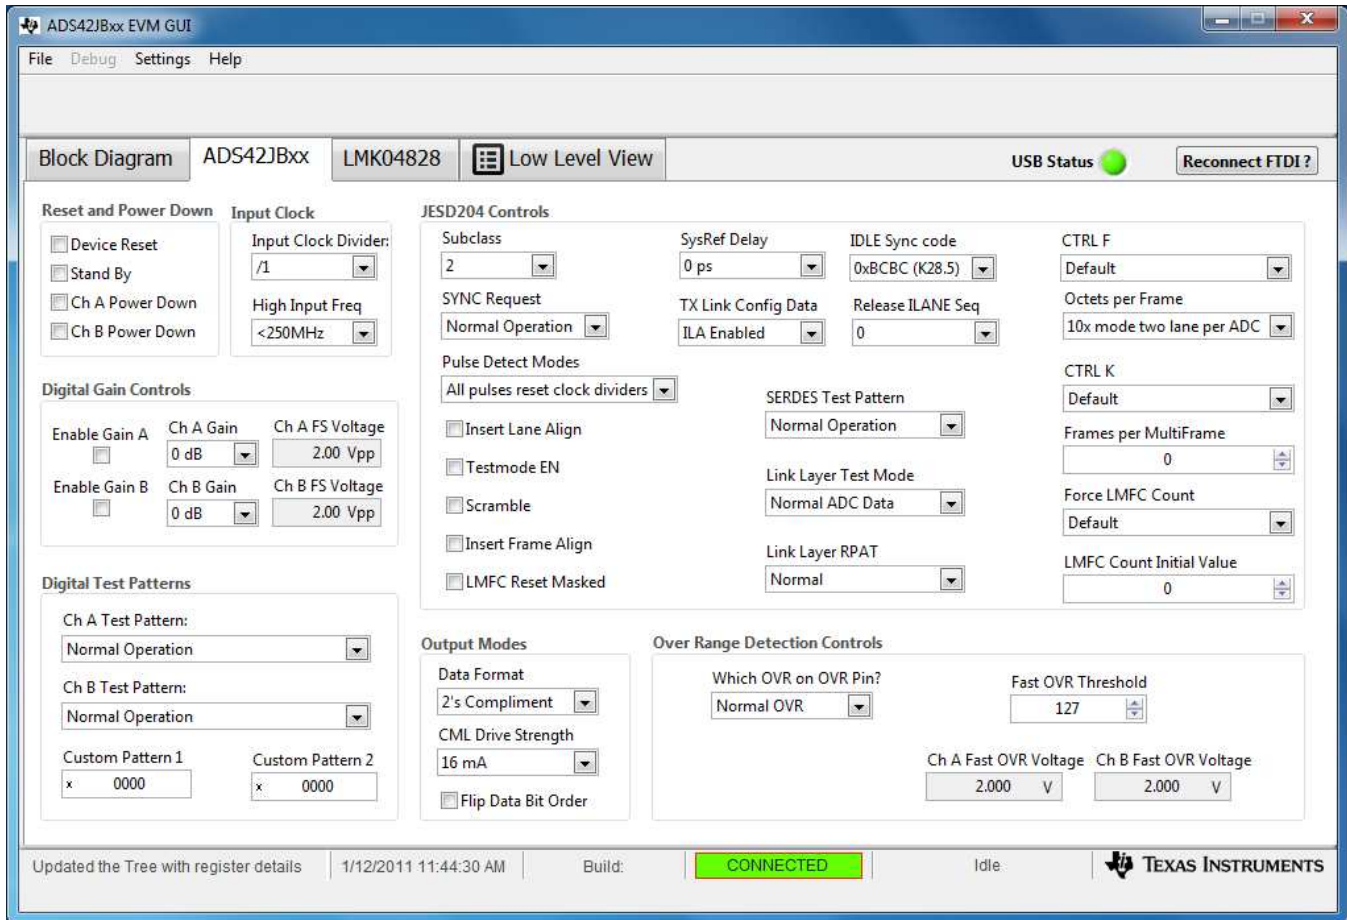 ADS42JBxx EVM GUI
File Debug Settings Help
Block Diagram ADS42JBxx LMK04828 Low Level View USB Status Reconnect FTDI ?
Reset and Power Down
Device Reset
Stand By
Ch A Power Down
Ch B Power Down
Input Clock
Input Clock Divider:
/1
High Input Freq
<250MHz
Digital Gain Controls
Enable Gain A Ch A Gain Ch A FS Voltage
0 dB 2.00 Vpp
Enable Gain B Ch B Gain Ch B FS Voltage
0 dB 2.00 Vpp
Digital Test Patterns
Ch A Test Pattern:
Normal Operation
Ch B Test Pattern:
Normal Operation
Custom Pattern 1 Custom Pattern 2
x 0000 x 0000
JESD204 Controls
Subclass SysRef Delay IDLE Sync code
2 0 ps 0xBCBC (K28.5)
SYNC Request TX Link Config Data Release ILANE Seq
Normal Operation ILA Enabled 0
Pulse Detect Modes
All pulses reset clock dividers
Insert Lane Align
Testmode EN
Scramble
Insert Frame Align
LMFC Reset Masked
SERDES Test Pattern
Normal Operation
Link Layer Test Mode
Normal ADC Data
Link Layer RPAT
Normal
CTRL F
Default
Octets per Frame
10x mode two lane per ADC
CTRL K
Default
Frames per MultiFrame
0
Force LMFC Count
Default
LMFC Count Initial Value
0
Output Modes
Data Format
2's Compliment
CML Drive Strength
16 mA
Flip Data Bit Order
Over Range Detection Controls
Which OVR on OVR Pin? Fast OVR Threshold
Normal OVR 127
Ch A Fast OVR Voltage Ch B Fast OVR Voltage
2.000 V 2.000 V
Updated the Tree with register details 1/12/2011 11:44:30 AM Build: CONNECTED Idle TEXAS INSTRUMENTS